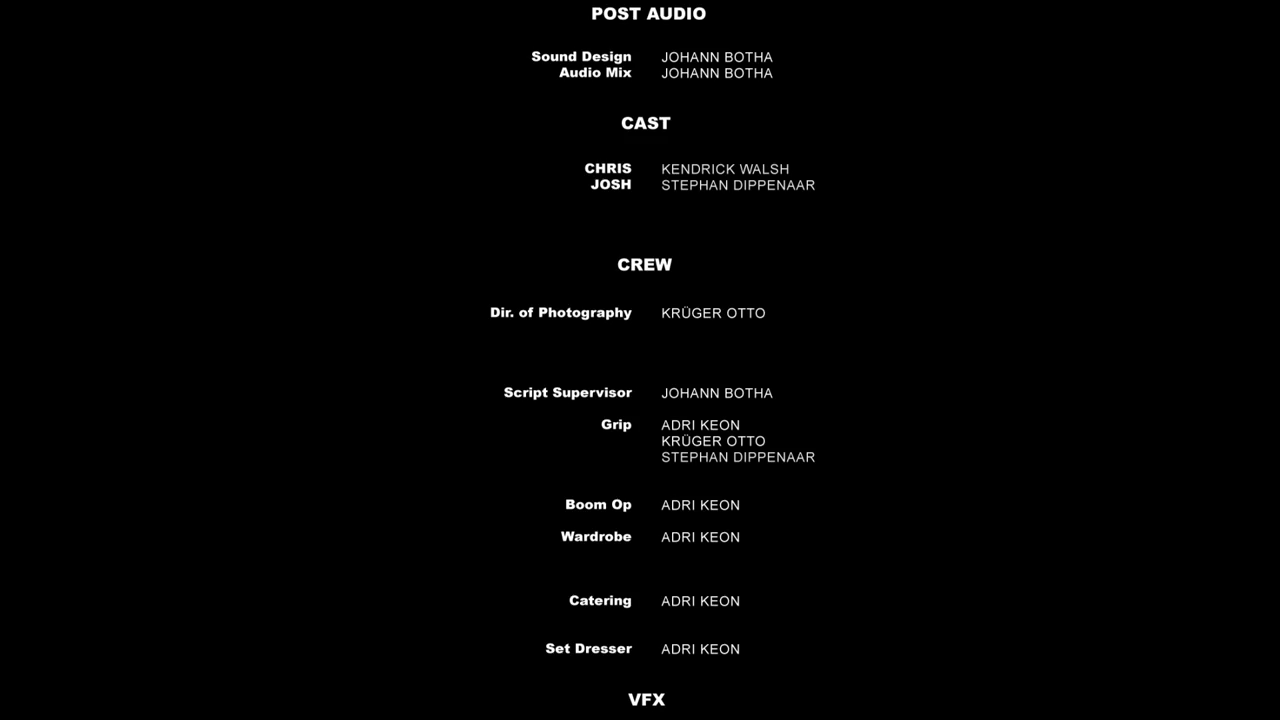 POST AUDIO
Sound Design JOHANN BOTHA
Audio Mix JOHANN BOTHA
CAST
CHRIS KENDRICK WALSH
JOSH STEPHAN DIPPENAAR
CREW
Dir. of Photography KRÜGER OTTO
Script Supervisor JOHANN BOTHA
Grip ADRI KEON
KRÜGER OTTO
STEPHAN DIPPENAAR
Boom Op ADRI KEON
Wardrobe ADRI KEON
Catering ADRI KEON
Set Dresser ADRI KEON
VFX